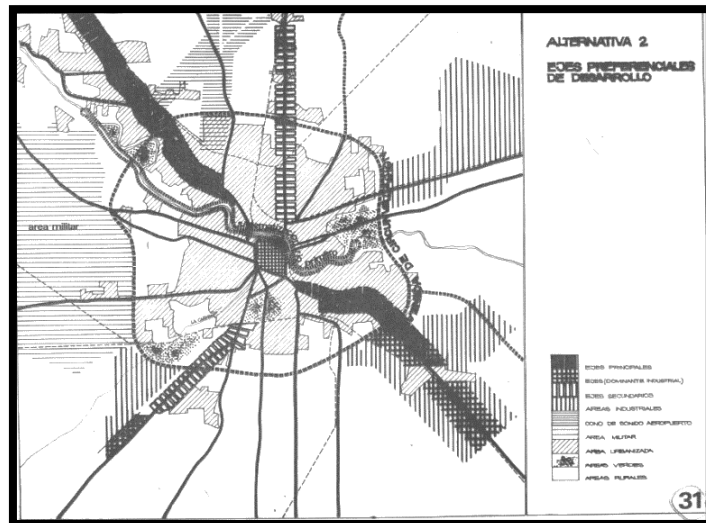 ALTERNATIVA 2
EJES PREFERENCIALES
DE DESARROLLO
area militar
EJES PRINCIPALES
EJES (DOMINANTE INDUSTRIAL)
EJES SECUNDARIOS
AREAS INDUSTRIALES
CONO DE SONIDO AEROPUERTO
AREA MILITAR
AREA URBANIZADA
AREAS VERDES
AREAS RURALES
31